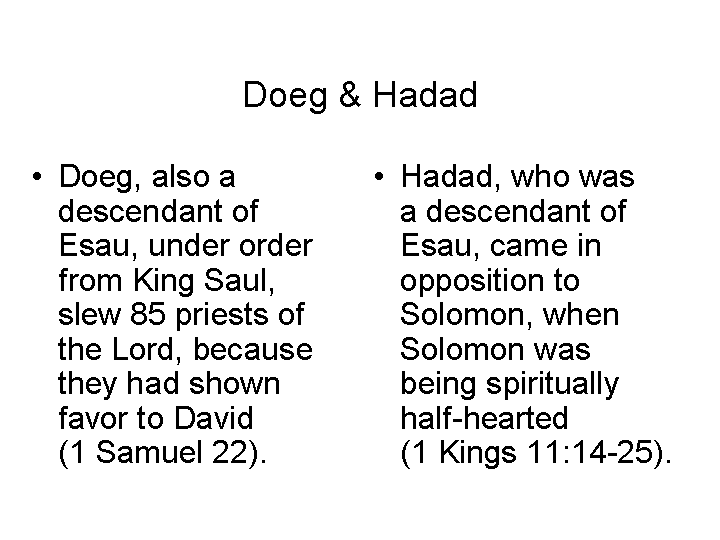 Doeg & Hadad
• Doeg, also a
descendant of
Esau, under order
from King Saul,
slew 85 priests of
the Lord, because
they had shown
favor to David
(1 Samuel 22).
• Hadad, who was
a descendant of
Esau, came in
opposition to
Solomon, when
Solomon was
being spiritually
half-hearted
(1 Kings 11:14-25).